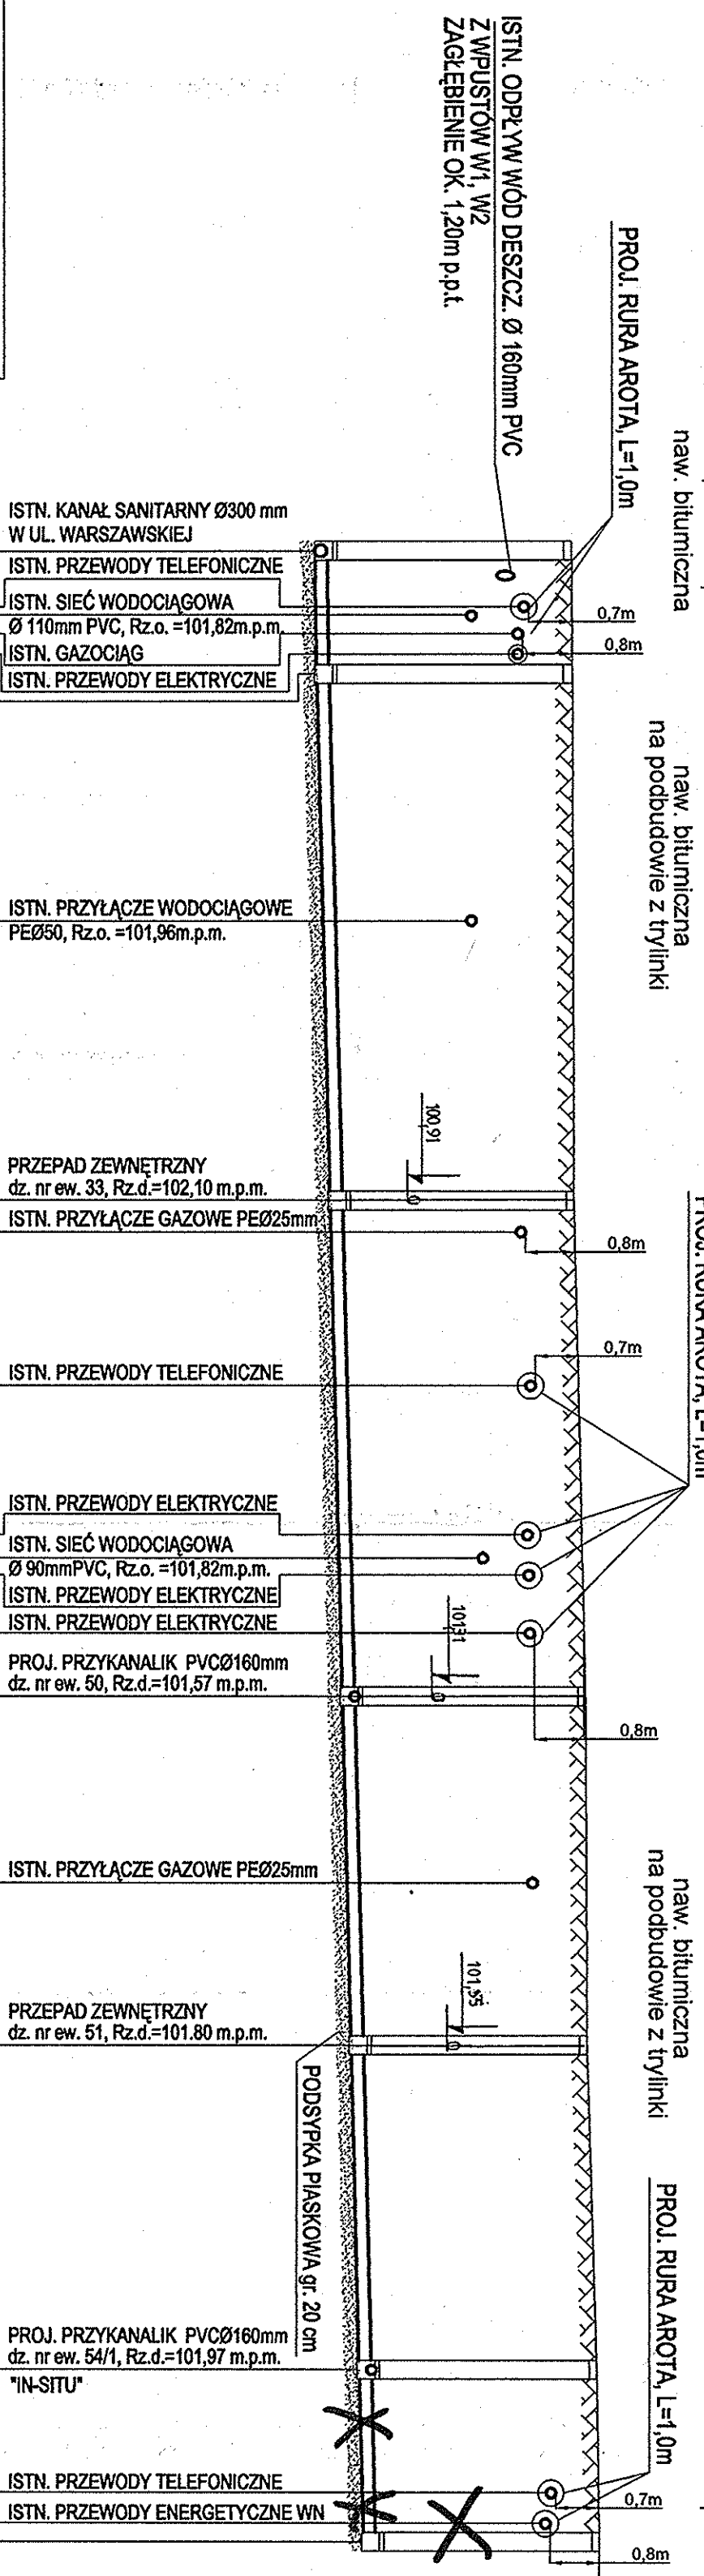 naw. bitumiczna
PROJ. RURA AROTA, L=1,0m
ISTN. ODPŁYW WÓD DESZCZ. Ø 160mm PVC
Z WPUSTÓW W1, W2
ZAGŁĘBIENIE OK. 1,20m p.p.t.
ISTN. KANAŁ SANITARNY Ø300 mm
W UL. WARSZAWSKIEJ
ISTN. PRZEWODY TELEFONICZNE
ISTN. SIEĆ WODOCIĄGOWA
Ø 110mm PVC, Rz.o. =101,82m.p.m.
ISTN. GAZOCIĄG
ISTN. PRZEWODY ELEKTRYCZNE
0,7m
0,8m
naw. bitumiczna
na podbudowie z trylinki
ISTN. PRZYŁĄCZE WODOCIĄGOWE
PEØ50, Rz.o. =101,96m.p.m.
100,91
PRZEPAD ZEWNĘTRZNY
dz. nr ew. 33, Rz.d.=102,10 m.p.m.
ISTN. PRZYŁĄCZE GAZOWE PEØ25mm
0,8m
PROJ. RURA AROTA, L=1,0m
0,7m
ISTN. PRZEWODY TELEFONICZNE
ISTN. PRZEWODY ELEKTRYCZNE
ISTN. SIEĆ WODOCIĄGOWA
Ø 90mmPVC, Rz.o. =101,82m.p.m.
ISTN. PRZEWODY ELEKTRYCZNE
ISTN. PRZEWODY ELEKTRYCZNE
PROJ. PRZYKANALIK PVCØ160mm
dz. nr ew. 50, Rz.d.=101,57 m.p.m.
0,8m
ISTN. PRZYŁĄCZE GAZOWE PEØ25mm
naw. bitumiczna
na podbudowie z trylinki
PRZEPAD ZEWNĘTRZNY
dz. nr ew. 51, Rz.d.=101.80 m.p.m.
PODSYPKA PIASKOWA gr. 20 cm
PROJ. RURA AROTA, L=1,0m
PROJ. PRZYKANALIK PVCØ160mm
dz. nr ew. 54/1, Rz.d.=101,97 m.p.m.
"IN-SITU"
ISTN. PRZEWODY TELEFONICZNE
ISTN. PRZEWODY ENERGETYCZNE WN
0,7m
0,8m